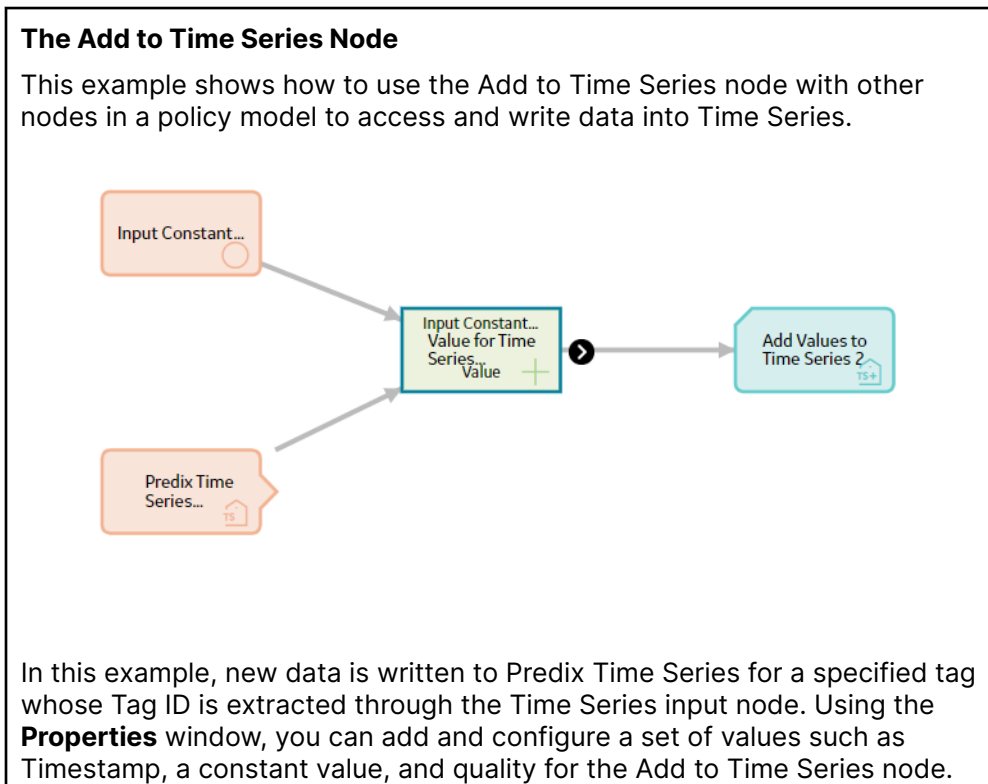 The Add to Time Series Node
This example shows how to use the Add to Time Series node with other
nodes in a policy model to access and write data into Time Series.
Input Constant...
Input Constant...
Value for Time
Series...
Value
Add Values to
Time Series 2
TS+
Predix Time
Series...
TS
In this example, new data is written to Predix Time Series for a specified tag
whose Tag ID is extracted through the Time Series input node. Using the
Properties window, you can add and configure a set of values such as
Timestamp, a constant value, and quality for the Add to Time Series node.